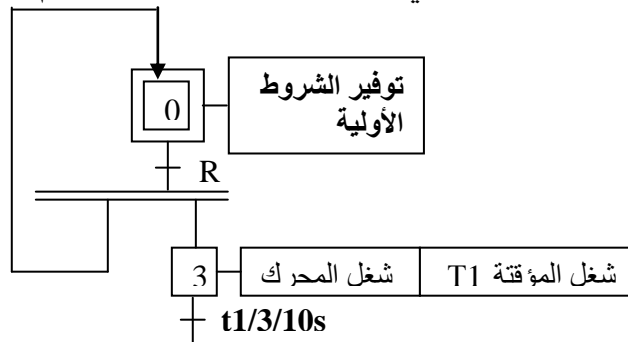 0
توفير الشروط
الأولية
R
3
شغل المحرك
شغل المؤقتة T1
t1/3/10s